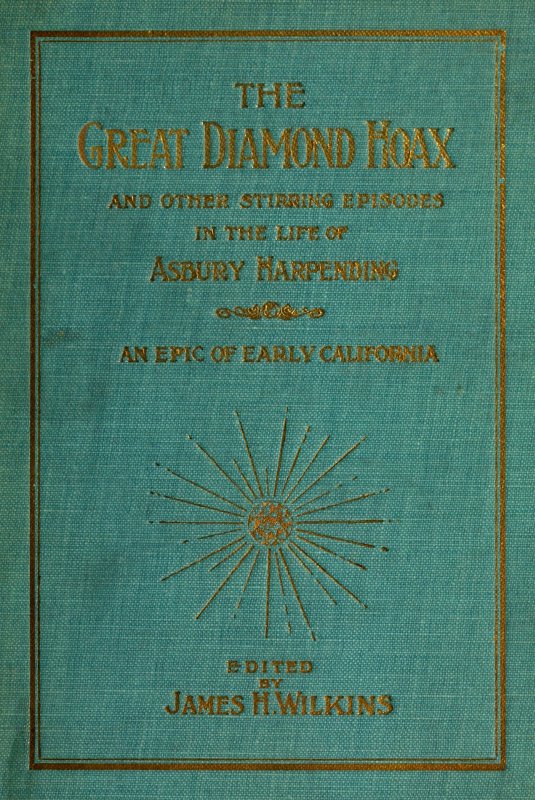 THE
GREAT DIAMOND HOAX
AND OTHER STIRRING EPISODES
IN THE LIFE OF
ASBURY HARPENDING
AN EPIC OF EARLY CALIFORNIA
EDITED
BY
JAMES H. WILKINS